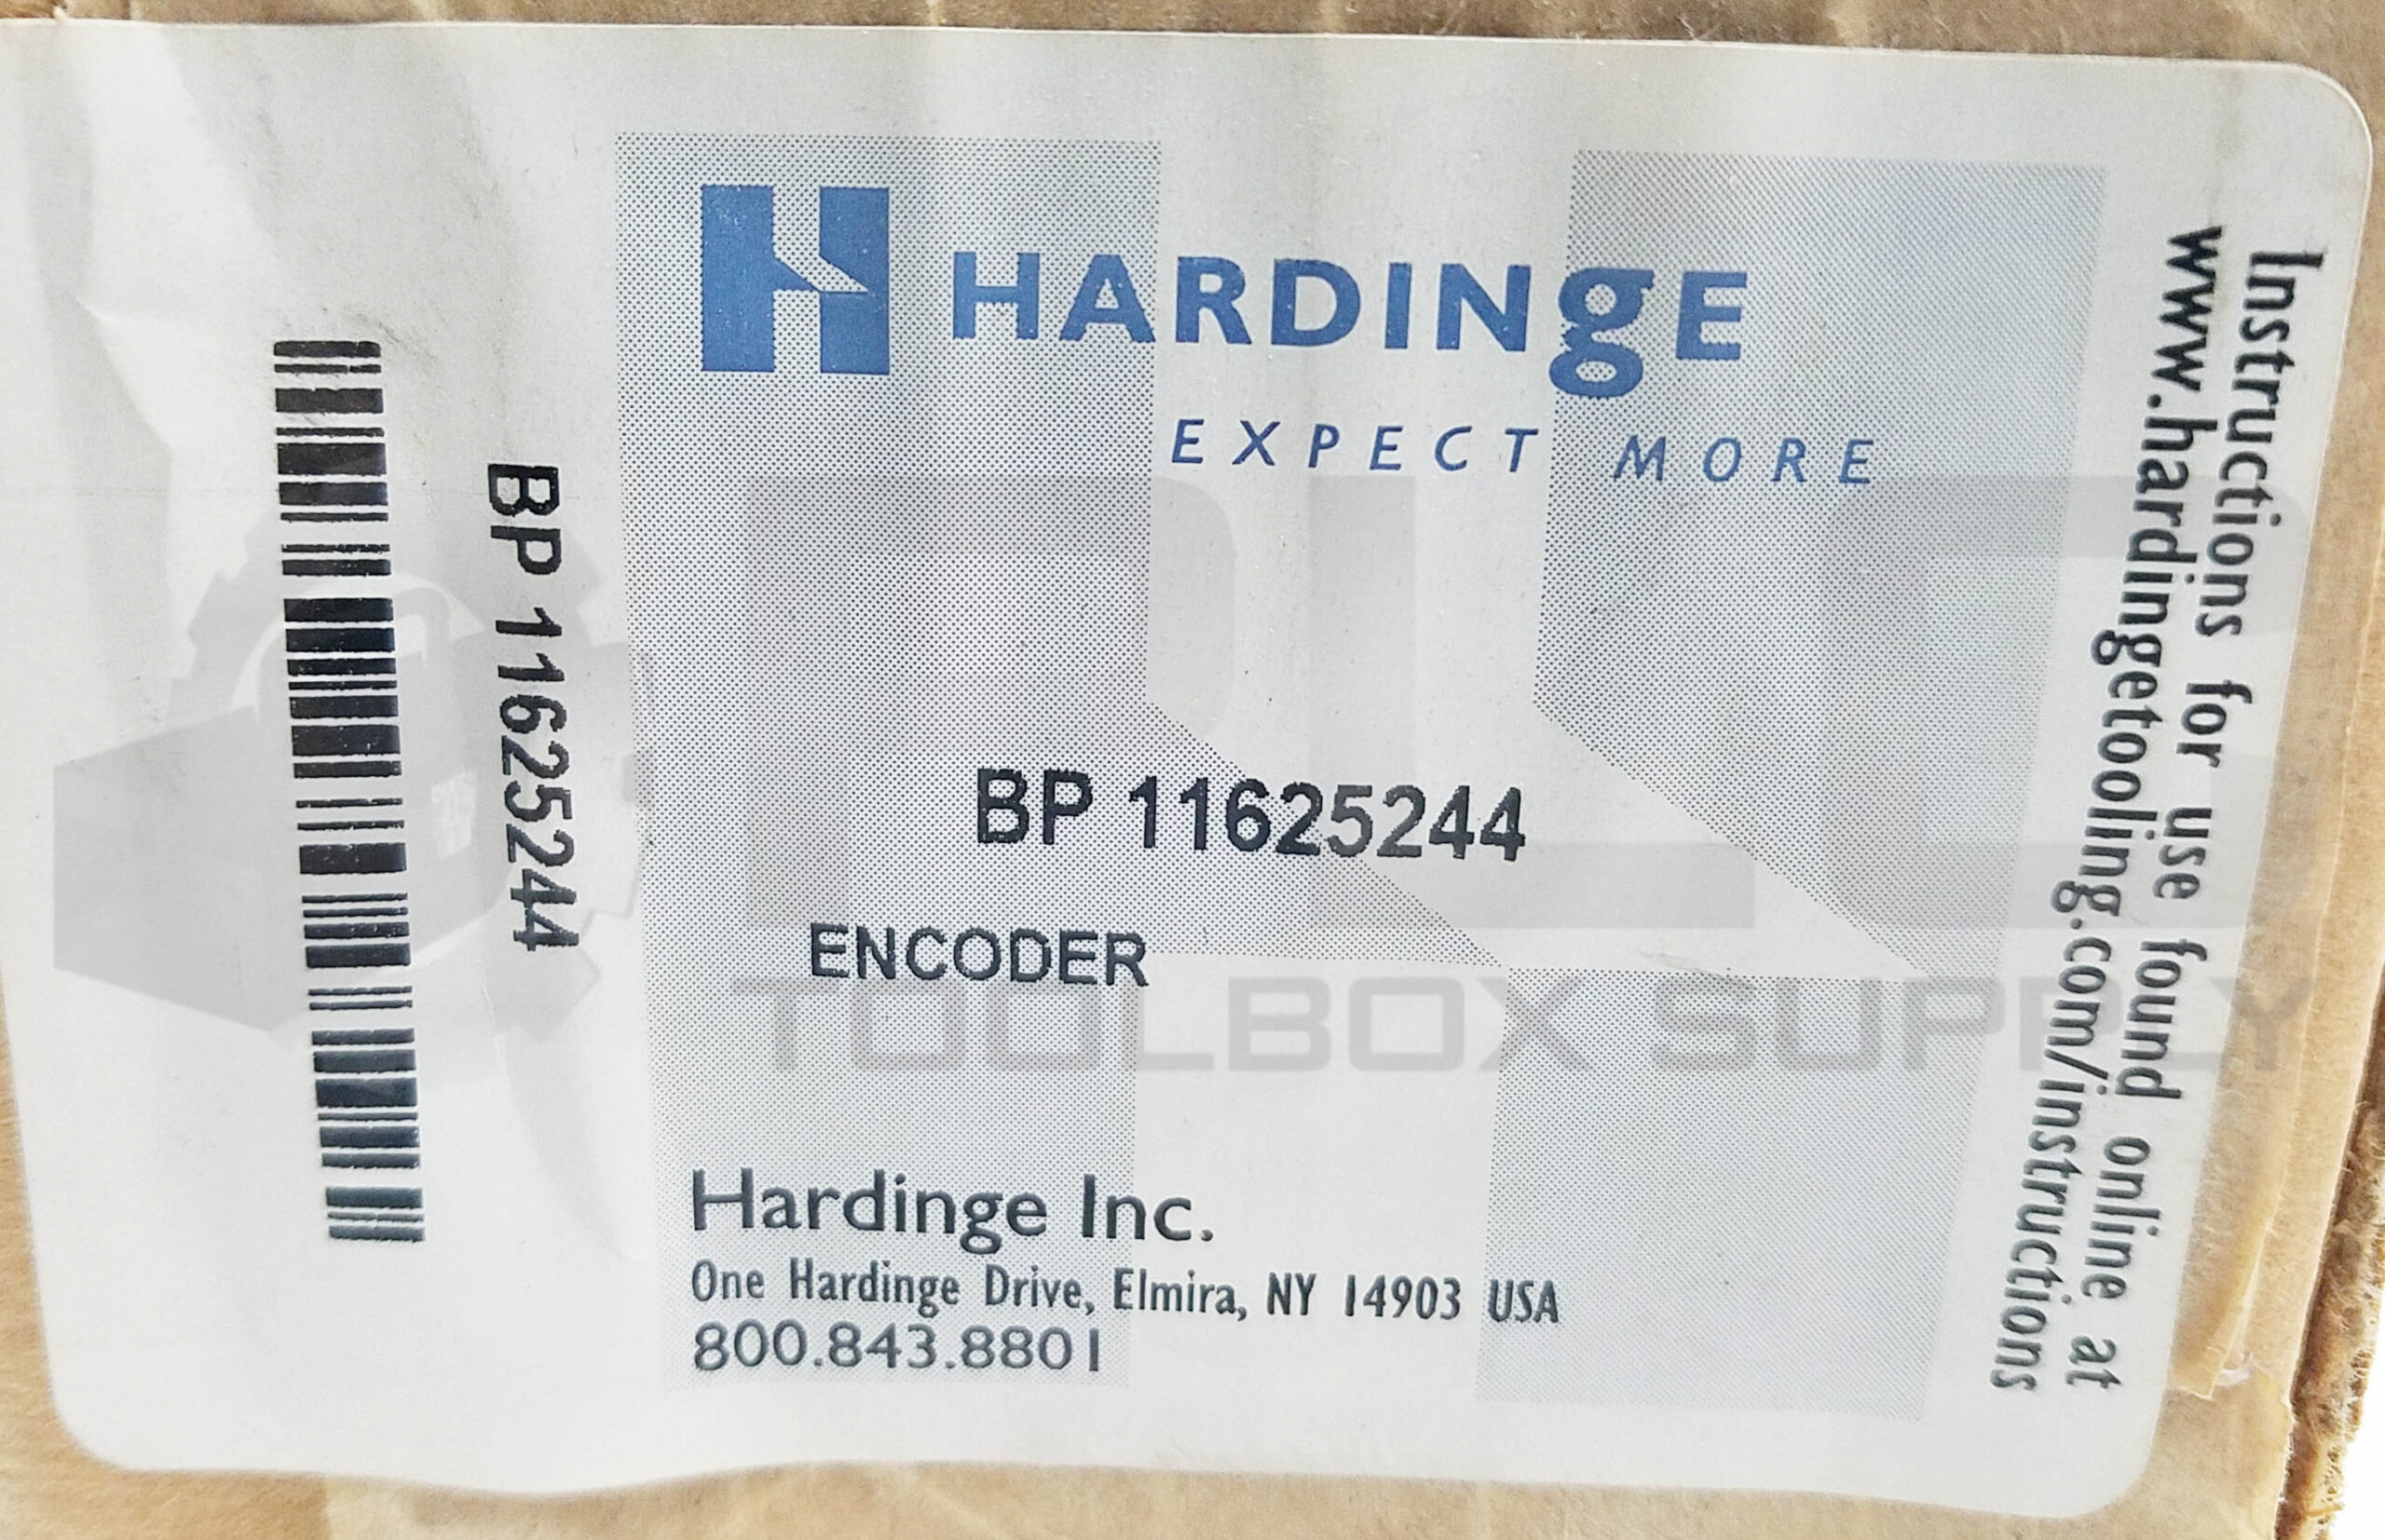 HARDINgE
EXPECT MORE
BP 11625244
BP 11625244
ENCODER
Hardinge Inc.
One Hardinge Drive, Elmira, NY 14903 USA
800.843.8801
Instructions for use found online at
www.hardingetooling.com/instructions
PLC
TOOLBOX SUPPLY